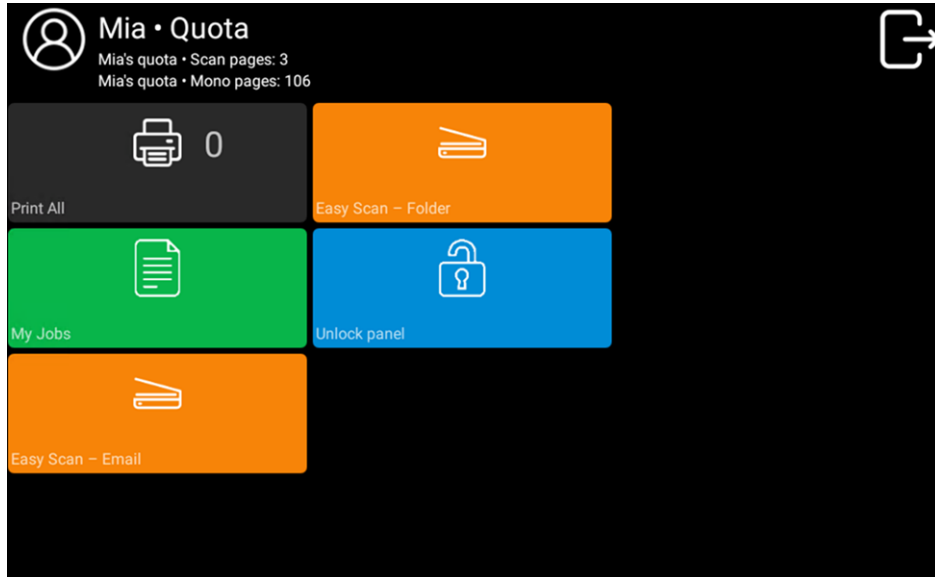 Mia • Quota
Mia's quota • Scan pages: 3
Mia's quota • Mono pages: 106
0
Print All
Easy Scan – Folder
My Jobs
Unlock panel
Easy Scan – Email